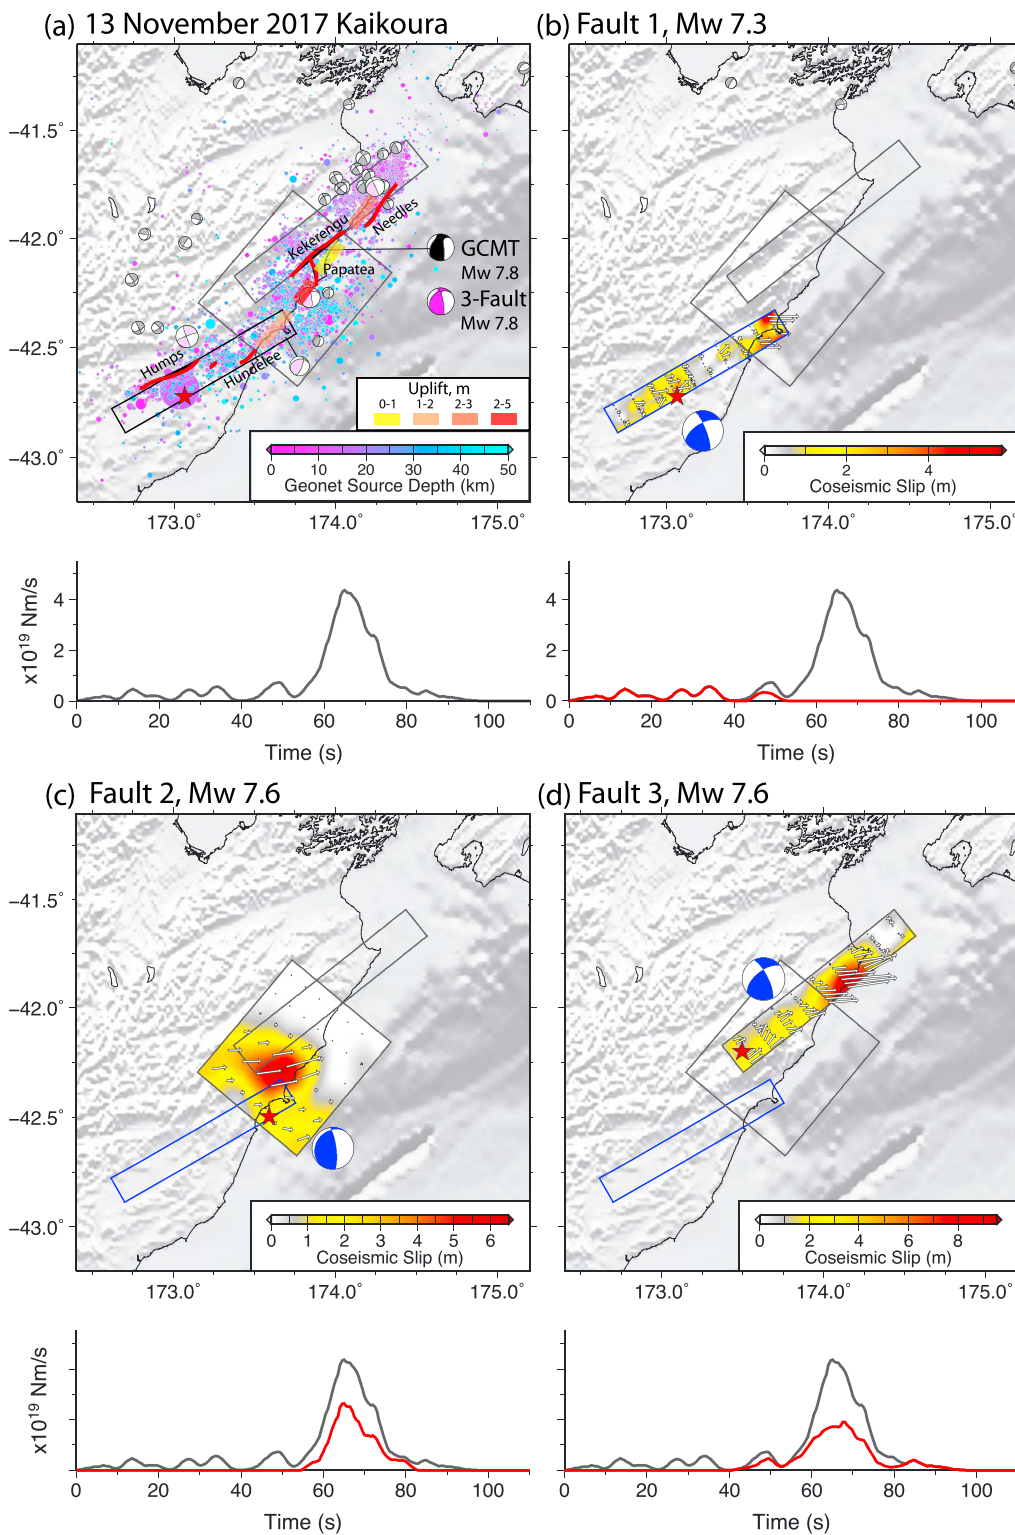 (a) 13 November 2017 Kaikoura
(b) Fault 1, Mw 7.3
−41.5°
−42.0°
−42.5°
−43.0°
Kekerengu
Needles
Papatea
Humps
Hundelee
GCMT
Mw 7.8
3-Fault
Mw 7.8
Uplift, m
0-1 1-2 2-3 2-5
0 10 20 30 40 50
Geonet Source Depth (km)
0 2 4
Coseismic Slip (m)
173.0° 174.0° 175.0°
173.0° 174.0° 175.0°
x10¹⁹ Nm/s
4
2
0
4
2
0
0 20 40 60 80 100
0 20 40 60 80 100
Time (s)
Time (s)
(c) Fault 2, Mw 7.6
(d) Fault 3, Mw 7.6
−41.5°
−42.0°
−42.5°
−43.0°
0 1 2 3 4 5 6
Coseismic Slip (m)
0 2 4 6 8
Coseismic Slip (m)
173.0° 174.0° 175.0°
173.0° 174.0° 175.0°
x10¹⁹ Nm/s
0 20 40 60 80 100
0 20 40 60 80 100
Time (s)
Time (s)